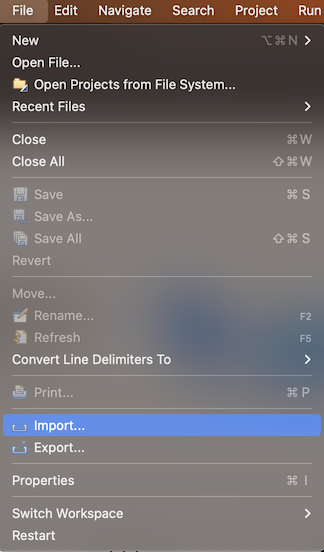 File Edit Navigate Search Project Run
New ⌥⌘N
Open File...
Open Projects from File System...
Recent Files
Close ⌘W
Close All ⇧⌘W
Save ⌘S
Save As...
Save All ⇧⌘S
Revert
Move...
Rename... F2
Refresh F5
Convert Line Delimiters To
Print... ⌘P
Import...
Export...
Properties ⌘I
Switch Workspace
Restart